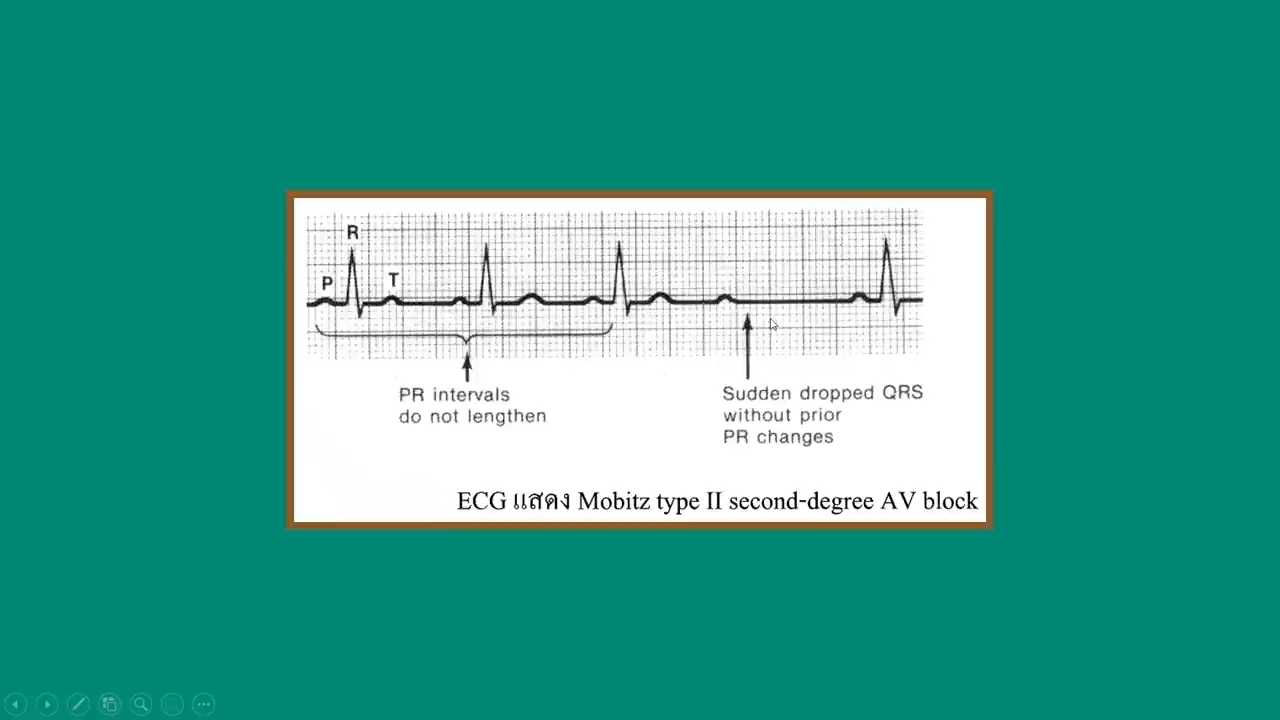 R
P
T
PR intervals
do not lengthen
Sudden dropped QRS
without prior
PR changes
ECG แสดง Mobitz type II second-degree AV block